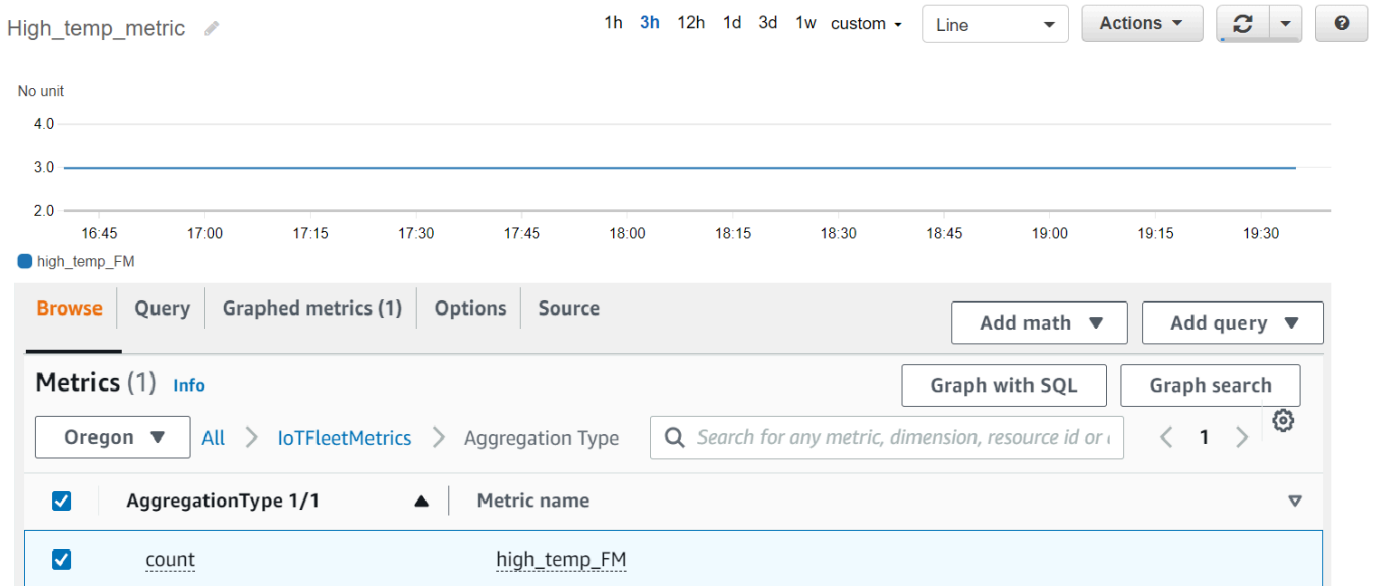 High_temp_metric 1h 3h 12h 1d 3d 1w custom Line Actions
No unit
4.0
3.0
2.0
16:45 17:00 17:15 17:30 17:45 18:00 18:15 18:30 18:45 19:00 19:15 19:30
high_temp_FM
Browse Query Graphed metrics (1) Options Source
Add math Add query
Metrics (1) Info Graph with SQL Graph search
Oregon All IoTFleetMetrics Aggregation Type Search for any metric, dimension, resource id or 1
AggregationType 1/1 Metric name
count high_temp_FM